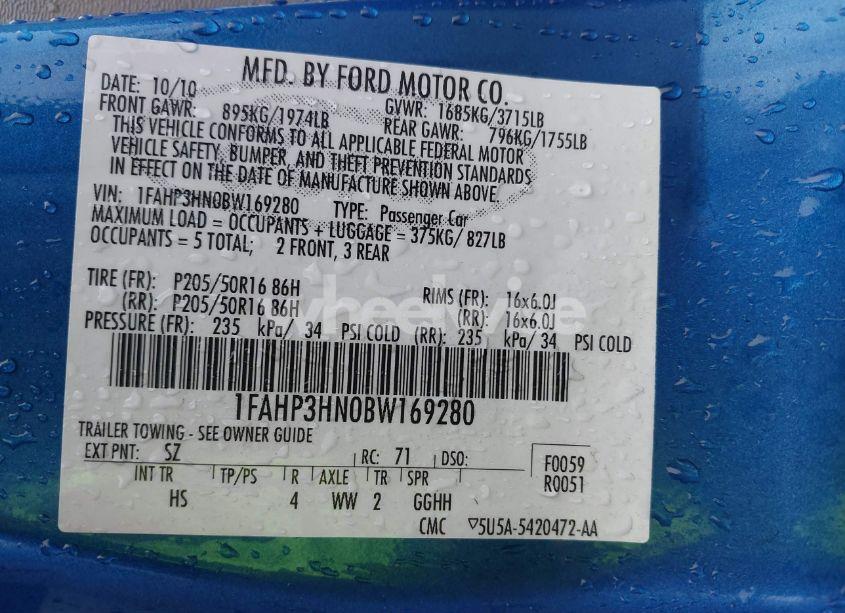 MFD. BY FORD MOTOR CO.
DATE: 10/10 GVWR: 1685KG/3715LB
FRONT GAWR: 895KG/1974LB REAR GAWR: 796KG/1755LB
THIS VEHICLE CONFORMS TO ALL APPLICABLE FEDERAL MOTOR
VEHICLE SAFETY, BUMPER, AND THEFT PREVENTION STANDARDS
IN EFFECT ON THE DATE OF MANUFACTURE SHOWN ABOVE.
VIN: 1FAHP3HN0BW169280 TYPE: Passenger Car
MAXIMUM LOAD = OCCUPANTS + LUGGAGE = 375KG/ 827LB
OCCUPANTS = 5 TOTAL; 2 FRONT, 3 REAR
TIRE (FR): P205/50R16 86H RIMS (FR): 16x6.0J
(RR): P205/50R16 86H (RR): 16x6.0J
PRESSURE (FR): 235 kPa/ 34 PSI COLD (RR): 235 kPa/ 34 PSI COLD
wheelwise
1FAHP3HN0BW169280
TRAILER TOWING - SEE OWNER GUIDE
EXT PNT: SZ RC: 71 DSO: F0059
INT TR TP/PS R AXLE TR SPR R0051
HS 4 WW 2 GGHH
CMC ▽5U5A-5420472-AA